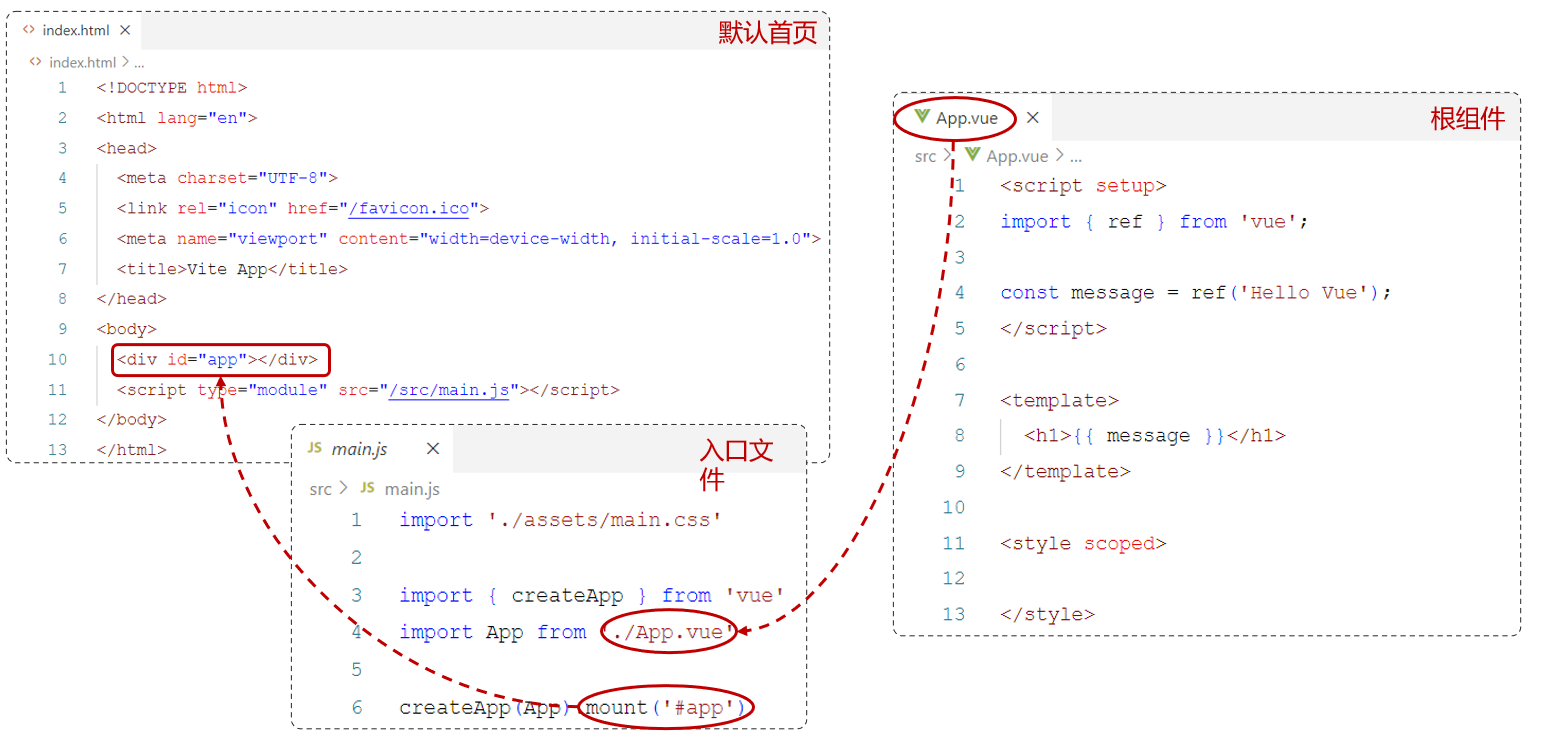 index.html ×
默认首页
index.html > ...
1 <!DOCTYPE html>
2 <html lang="en">
3 <head>
4 <meta charset="UTF-8">
5 <link rel="icon" href="/favicon.ico">
6 <meta name="viewport" content="width=device-width, initial-scale=1.0">
7 <title>Vite App</title>
8 </head>
9 <body>
10 <div id="app"></div>
11 <script type="module" src="/src/main.js"></script>
12 </body>
13 </html>
JS main.js ×
入口文
件
src > JS main.js
1 import './assets/main.css'
2
3 import { createApp } from 'vue'
4 import App from './App.vue'
5
6 createApp(App).mount('#app')
App.vue ×
根组件
src > App.vue > ...
1 <script setup>
2 import { ref } from 'vue';
3
4 const message = ref('Hello Vue');
5 </script>
6
7 <template>
8 <h1>{{ message }}</h1>
9 </template>
10
11 <style scoped>
12
13 </style>